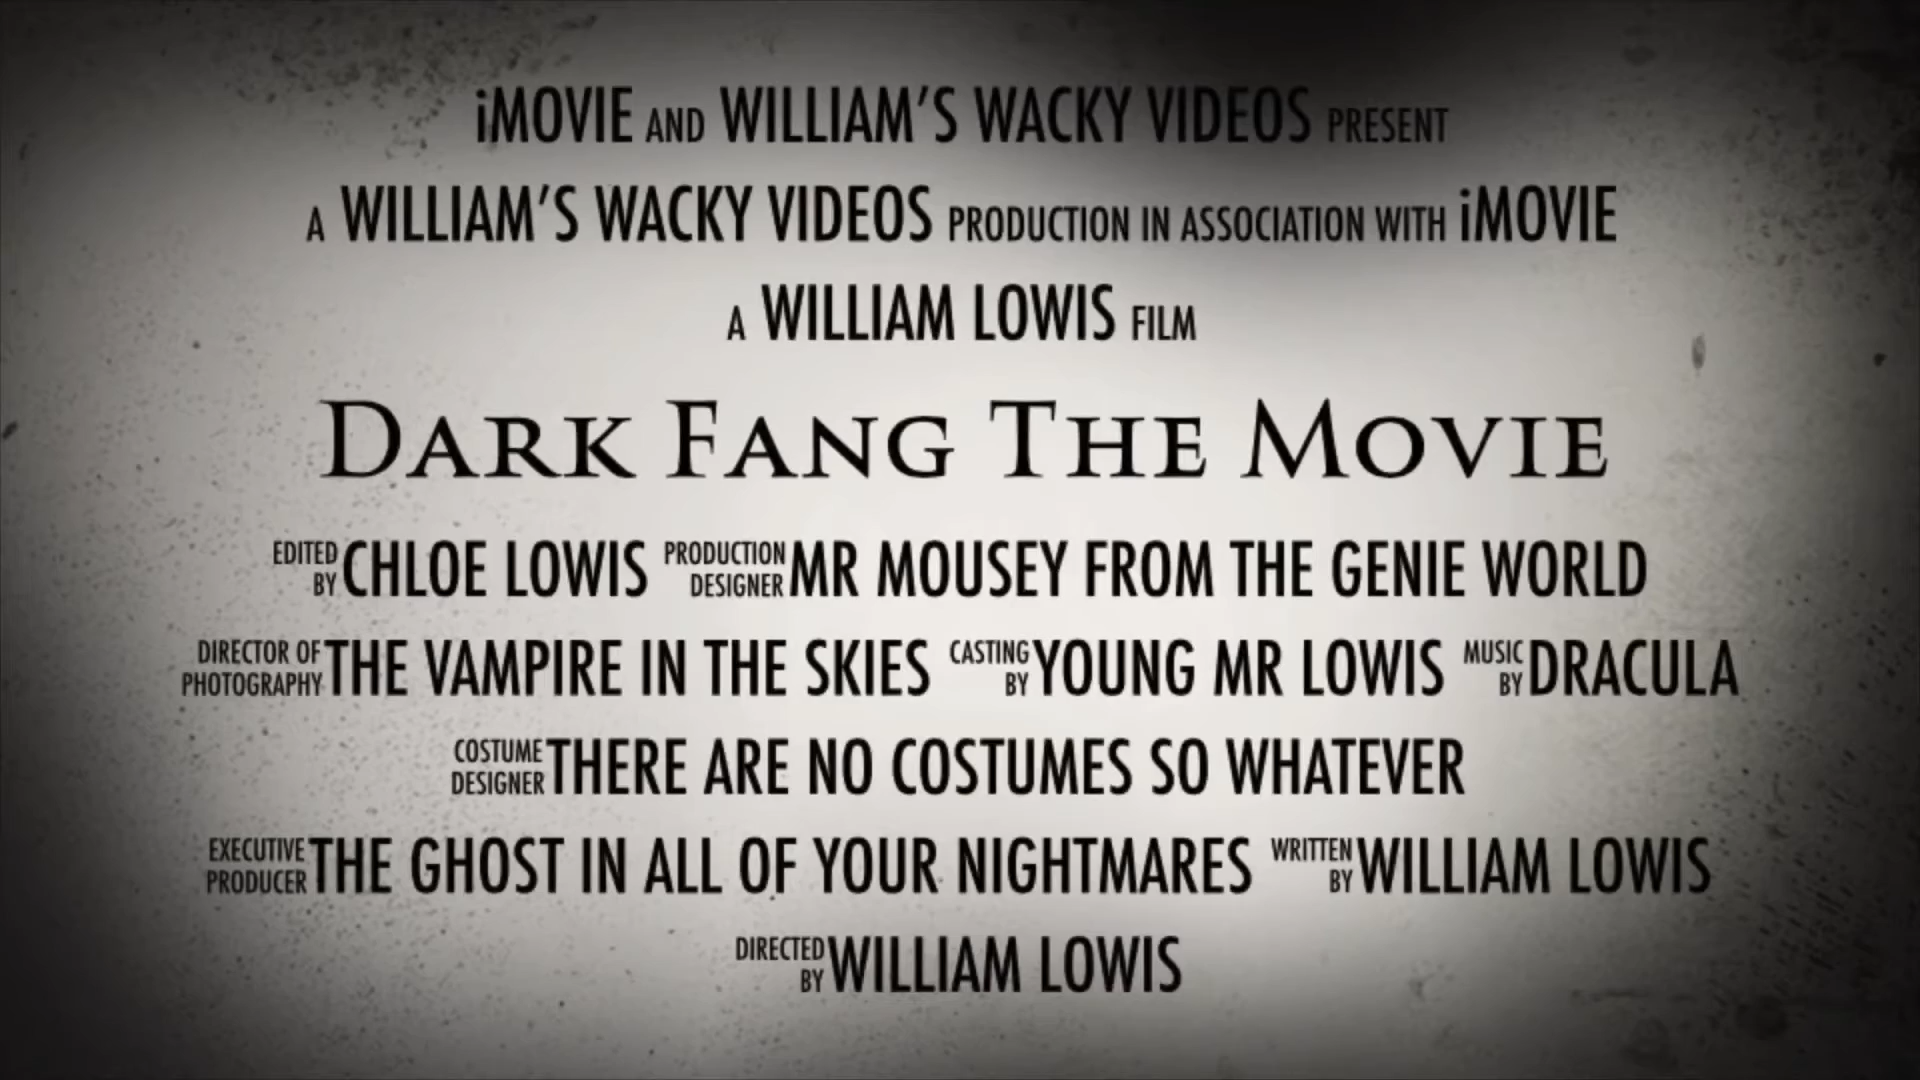 iMOVIE AND WILLIAM'S WACKY VIDEOS PRESENT
A WILLIAM'S WACKY VIDEOS PRODUCTION IN ASSOCIATION WITH iMOVIE
A WILLIAM LOWIS FILM
DARK FANG THE MOVIE
EDITED BY CHLOE LOWIS PRODUCTION DESIGNER MR MOUSEY FROM THE GENIE WORLD
DIRECTOR OF PHOTOGRAPHY THE VAMPIRE IN THE SKIES CASTING BY YOUNG MR LOWIS MUSIC BY DRACULA
COSTUME DESIGNER THERE ARE NO COSTUMES SO WHATEVER
EXECUTIVE PRODUCER THE GHOST IN ALL OF YOUR NIGHTMARES WRITTEN BY WILLIAM LOWIS
DIRECTED BY WILLIAM LOWIS